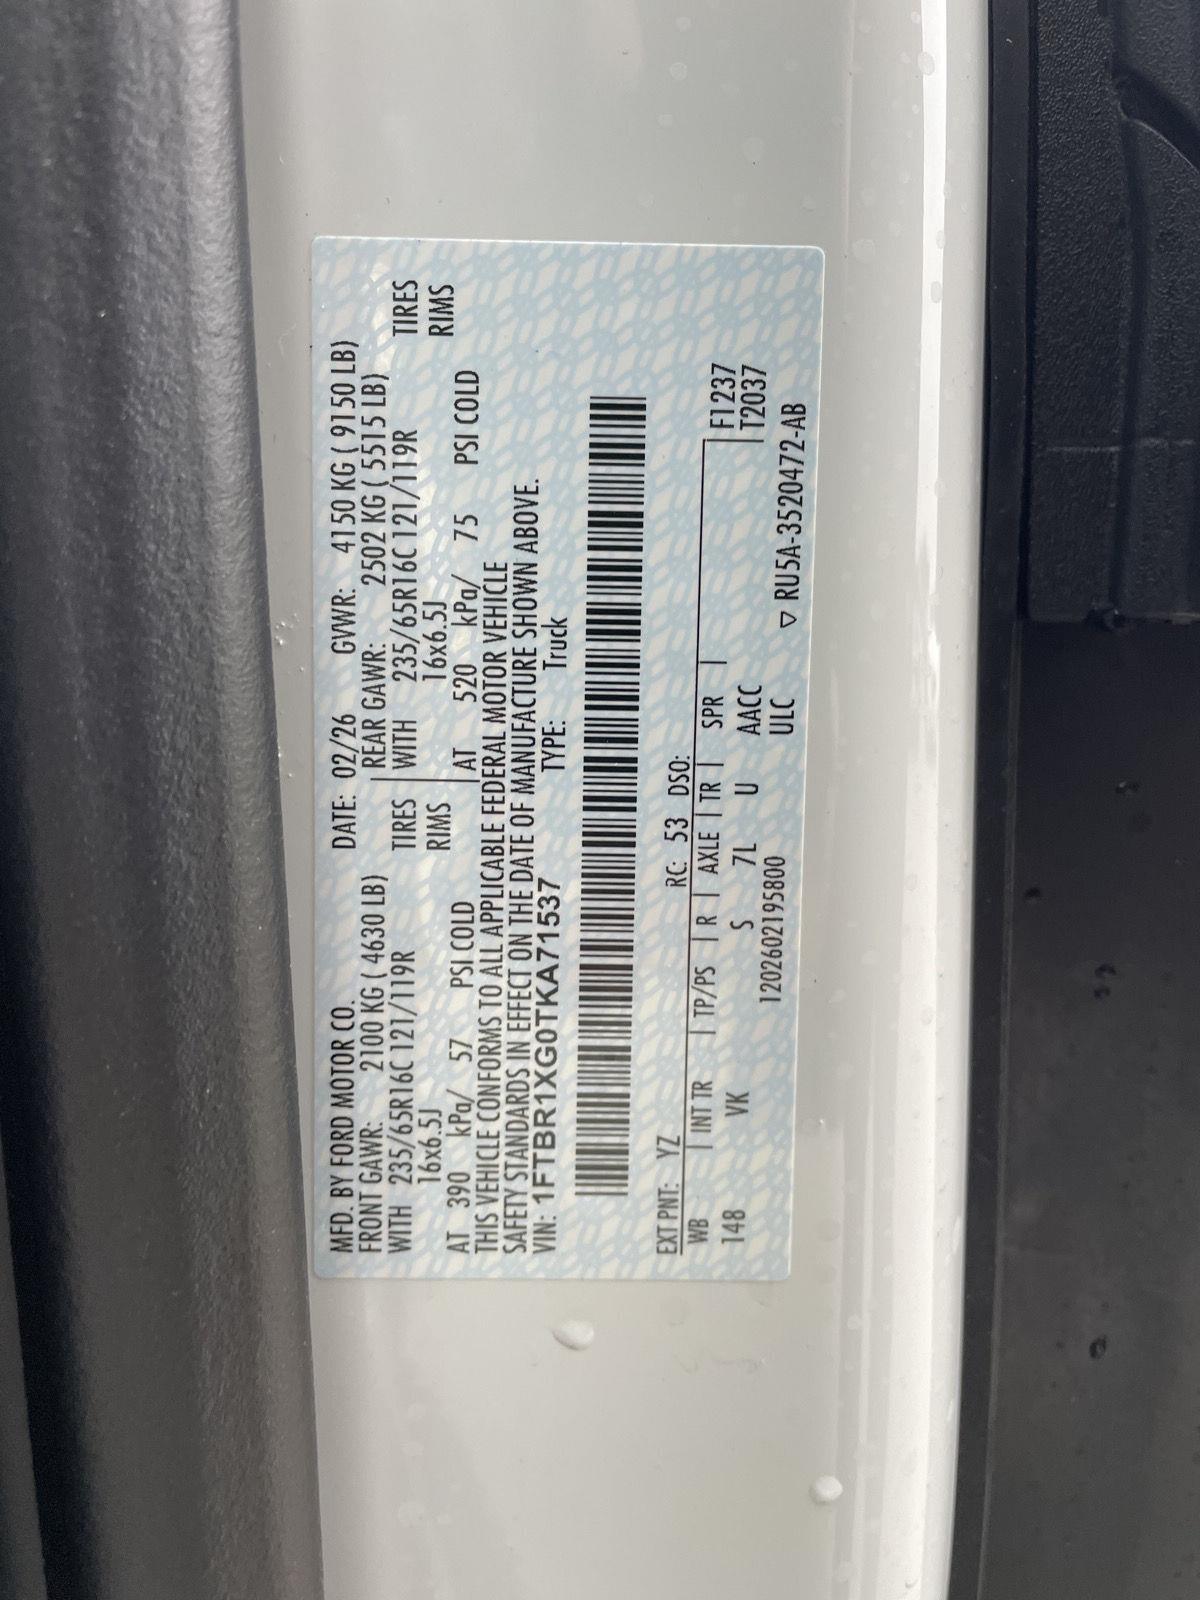 MFD. BY FORD MOTOR CO. DATE: 02/26 GVWR: 4150 KG ( 9150 LB)
FRONT GAWR: 2100 KG ( 4630 LB) REAR GAWR: 2502 KG ( 5515 LB)
WITH 235/65R16C 121/119R TIRES WITH 235/65R16C 121/119R TIRES
16x6.5J RIMS 16x6.5J RIMS
AT 390 kPa/ 57 PSI COLD AT 520 kPa/ 75 PSI COLD
THIS VEHICLE CONFORMS TO ALL APPLICABLE FEDERAL MOTOR VEHICLE
SAFETY STANDARDS IN EFFECT ON THE DATE OF MANUFACTURE SHOWN ABOVE.
VIN: 1FTBR1XG0TKA71537 TYPE: Truck
EXT PNT: YZ RC: 53 DSO:
WB | INT TR | TP/PS | R | AXLE | TR | SPR | F1237
148 VK S 7L U AACC T2037
1202602195800 ULC ▽ RU5A-3520472-AB